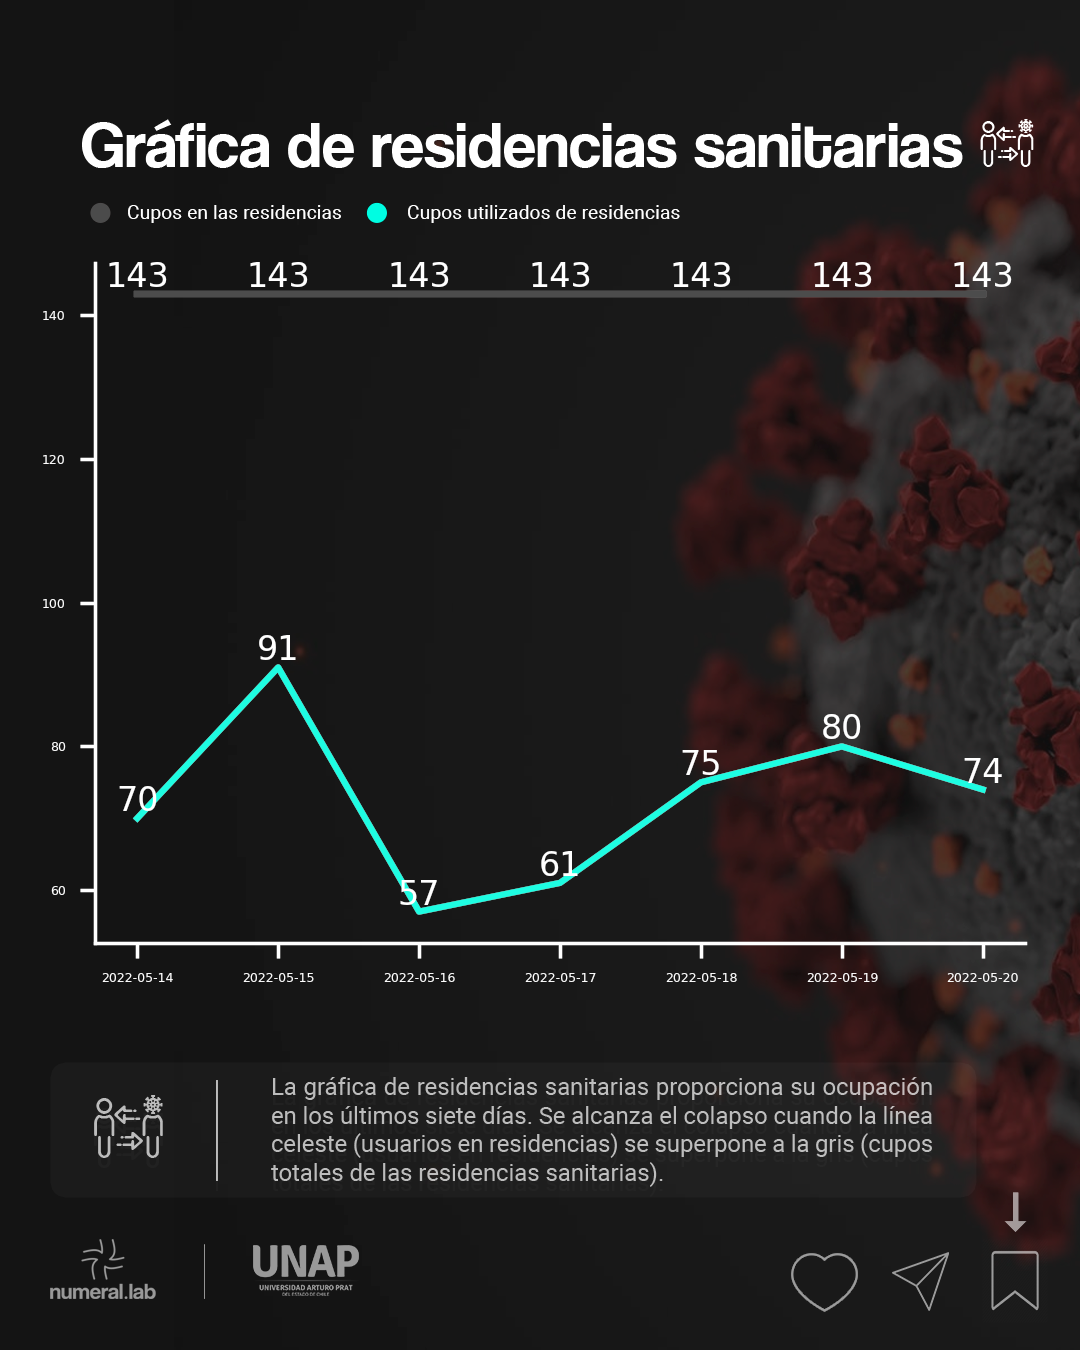 Gráfica de residencias sanitarias
Cupos en las residencias
Cupos utilizados de residencias
143 143 143 143 143 143 143
140
120
100
91
80
80
75
74
70
61
60
57
2022-05-14 2022-05-15 2022-05-16 2022-05-17 2022-05-18 2022-05-19 2022-05-20
La gráfica de residencias sanitarias proporciona su ocupación
en los últimos siete días. Se alcanza el colapso cuando la línea
celeste (usuarios en residencias) se superpone a la gris (cupos
totales de las residencias sanitarias).
numeral.lab
UNAP
UNIVERSIDAD ARTURO PRAT
DEL ESTADO DE CHILE